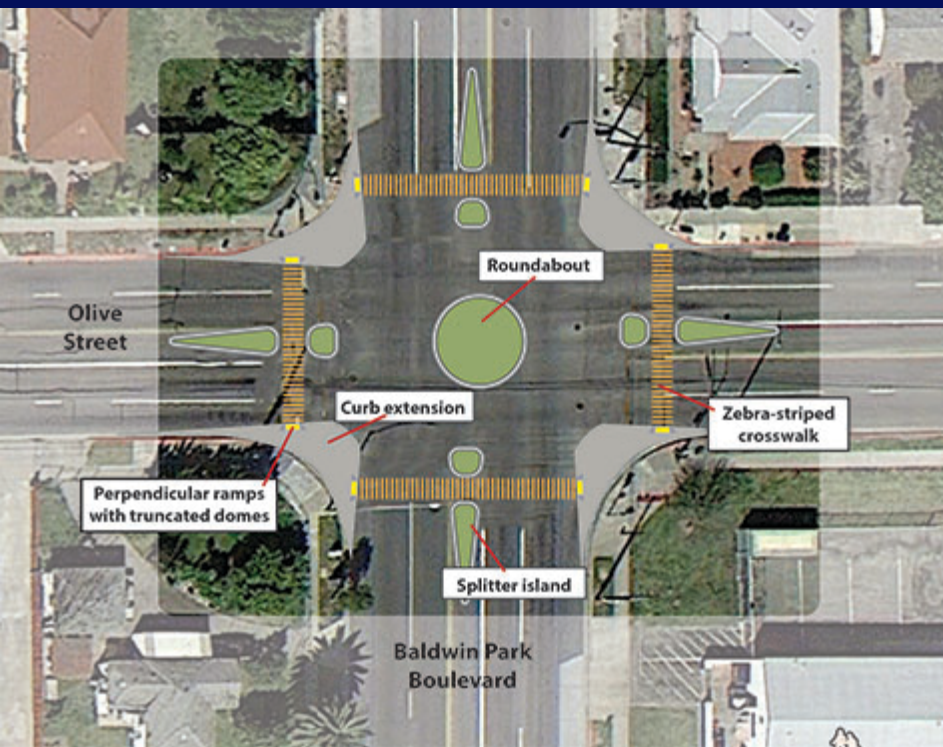 Roundabout
Olive
Street
Curb extension
Zebra-striped
crosswalk
Perpendicular ramps
with truncated domes
Splitter island
Baldwin Park
Boulevard